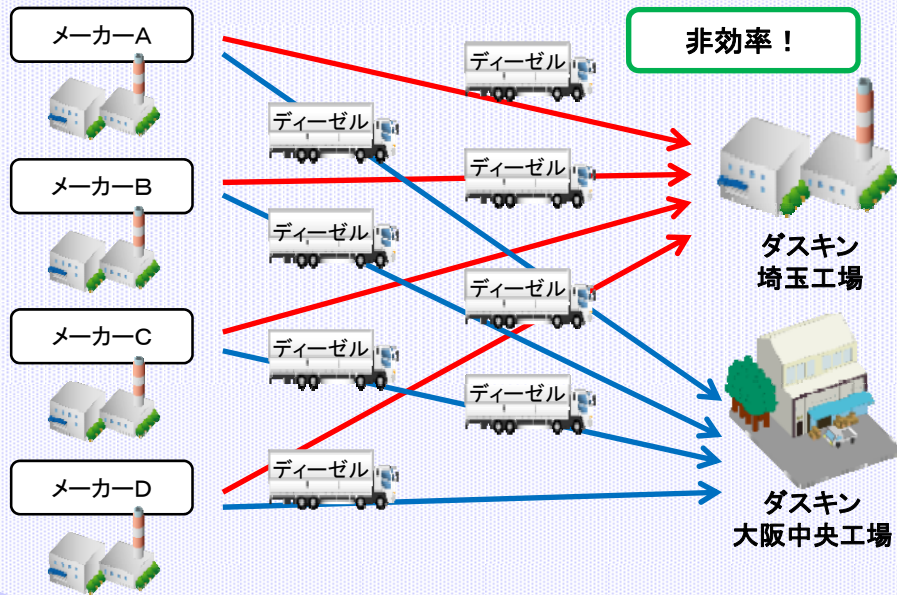 メーカーA
非効率！
ディーゼル
ディーゼル
メーカーB
ディーゼル
ディーゼル
ダスキン
埼玉工場
ディーゼル
メーカーC
ディーゼル
ディーゼル
メーカーD
ディーゼル
ダスキン
大阪中央工場